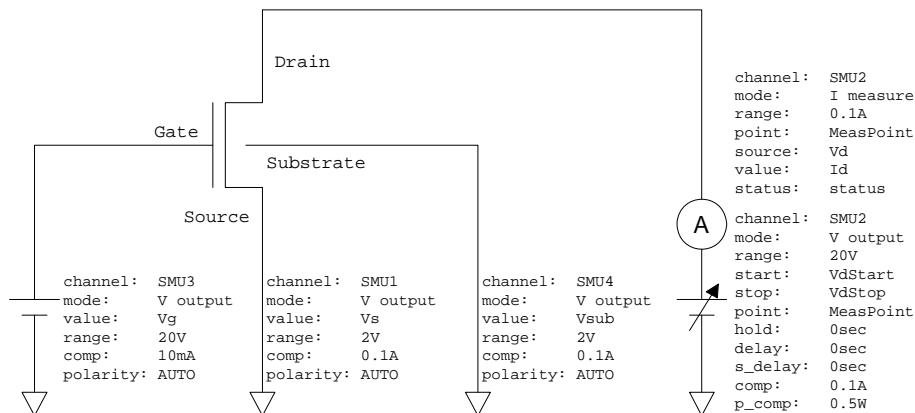 Drain
Gate
Substrate
Source
channel: SMU2
mode: I measure
range: 0.1A
point: MeasPoint
source: Vd
value: Id
status: status
A
channel: SMU3
mode: V output
value: Vg
range: 20V
comp: 10mA
polarity: AUTO
channel: SMU1
mode: V output
value: Vs
range: 2V
comp: 0.1A
polarity: AUTO
channel: SMU4
mode: V output
value: Vsub
range: 2V
comp: 0.1A
polarity: AUTO
channel: SMU2
mode: V output
range: 20V
start: VdStart
stop: VdStop
point: MeasPoint
hold: 0sec
delay: 0sec
s_delay: 0sec
comp: 0.1A
p_comp: 0.5W